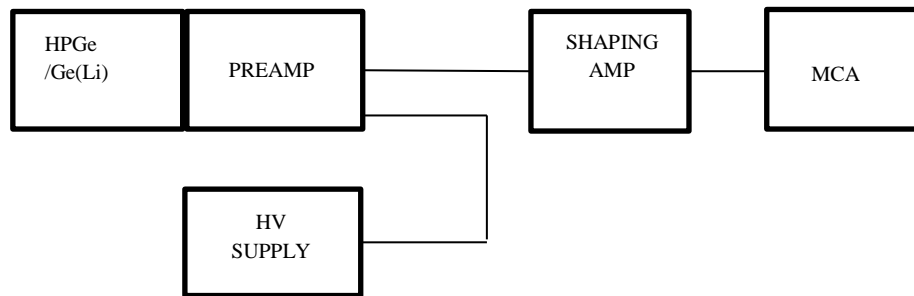 HPGe
/Ge(Li)
PREAMP
SHAPING
AMP
MCA
HV
SUPPLY